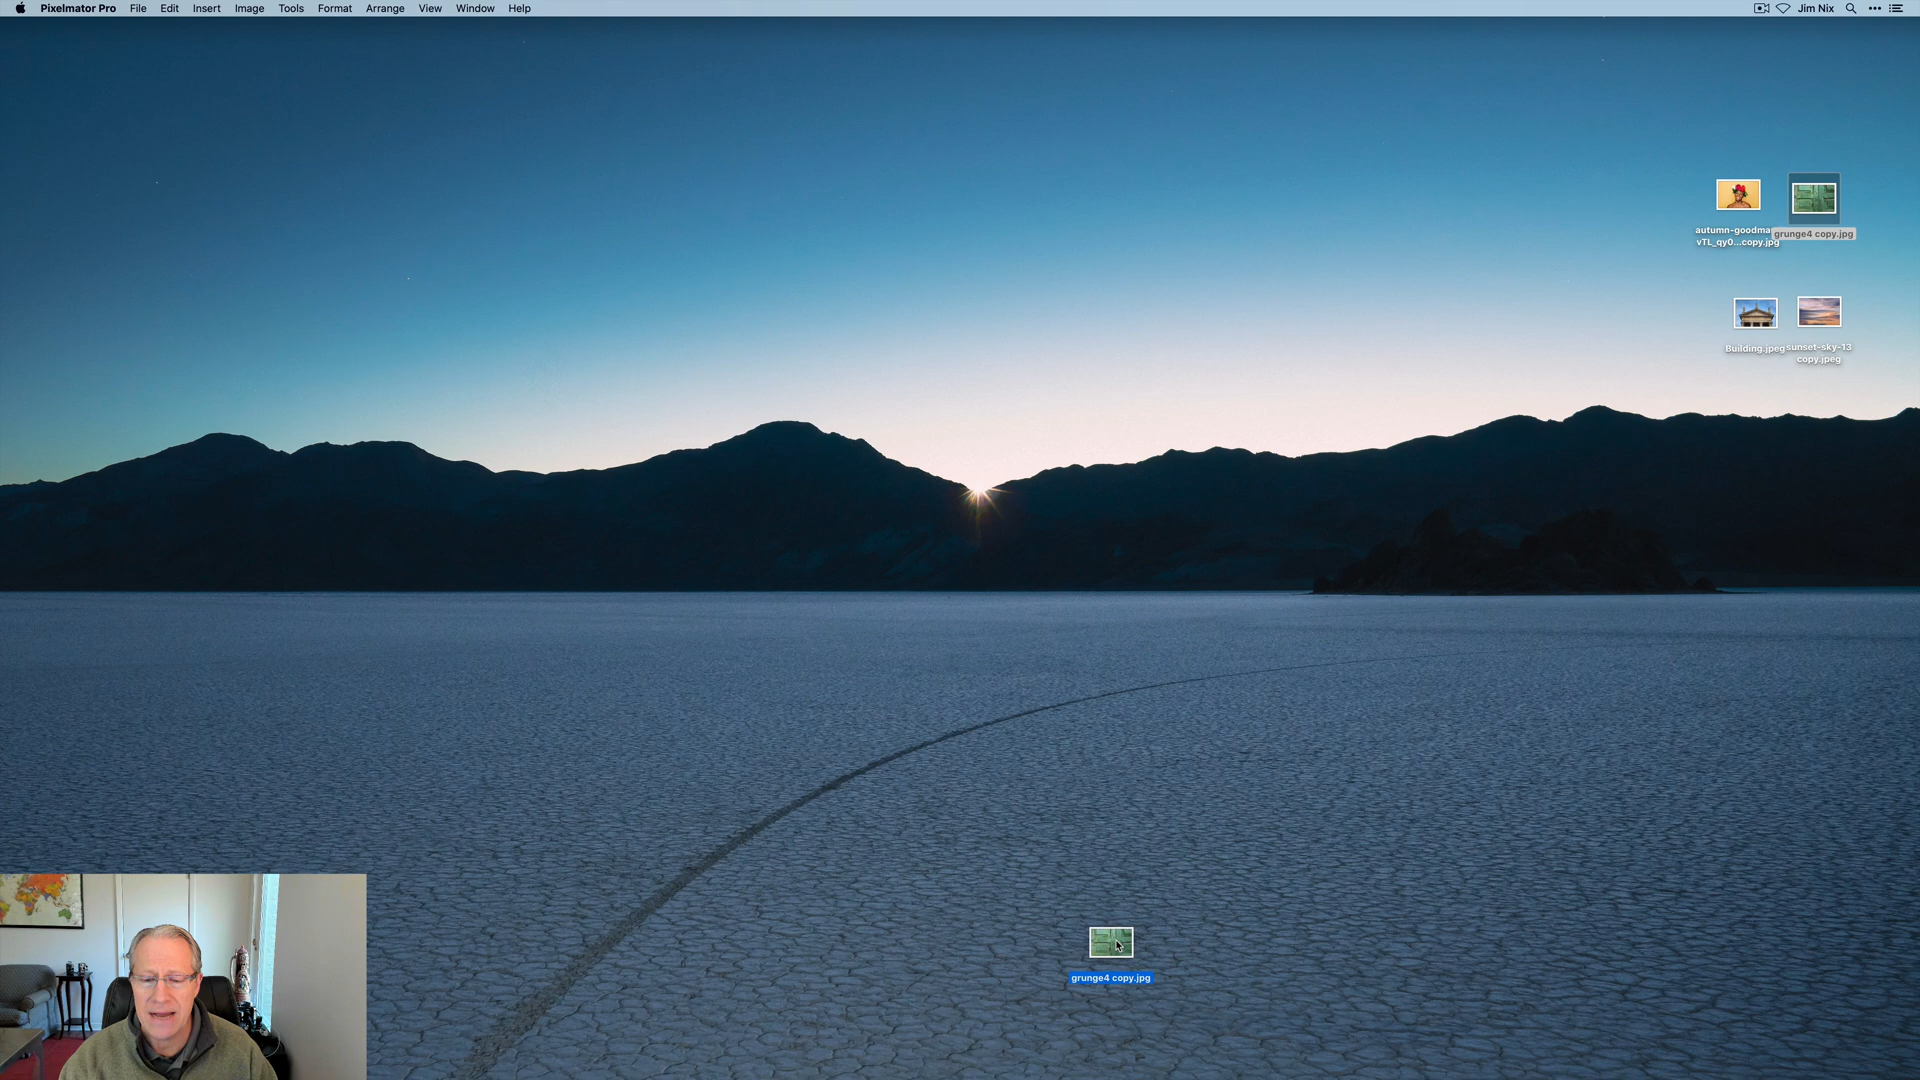 Pixelmator Pro File Edit Insert Image Tools Format Arrange View Window Help Jim Nix
autumn-goodma
vTL_qy0...copy.jpg
grunge4 copy.jpg
Building.jpeg
sunset-sky-13
copy.jpeg
grunge4 copy.jpg